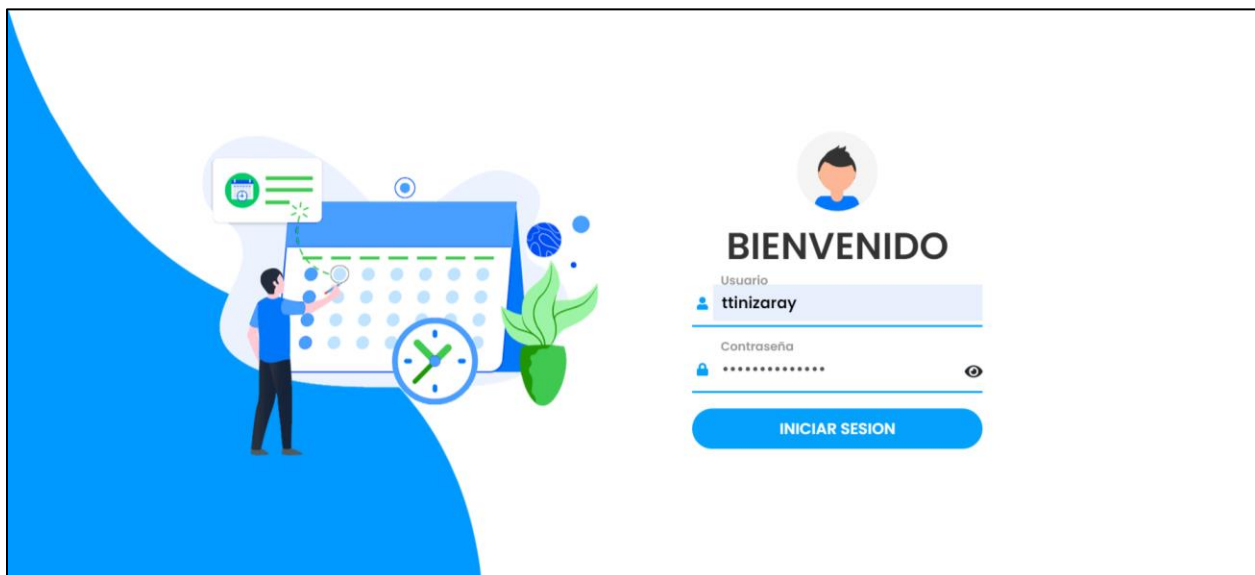 BIENVENIDO
Usuario
ttinizaray
Contraseña
••••••••••••••
INICIAR SESION